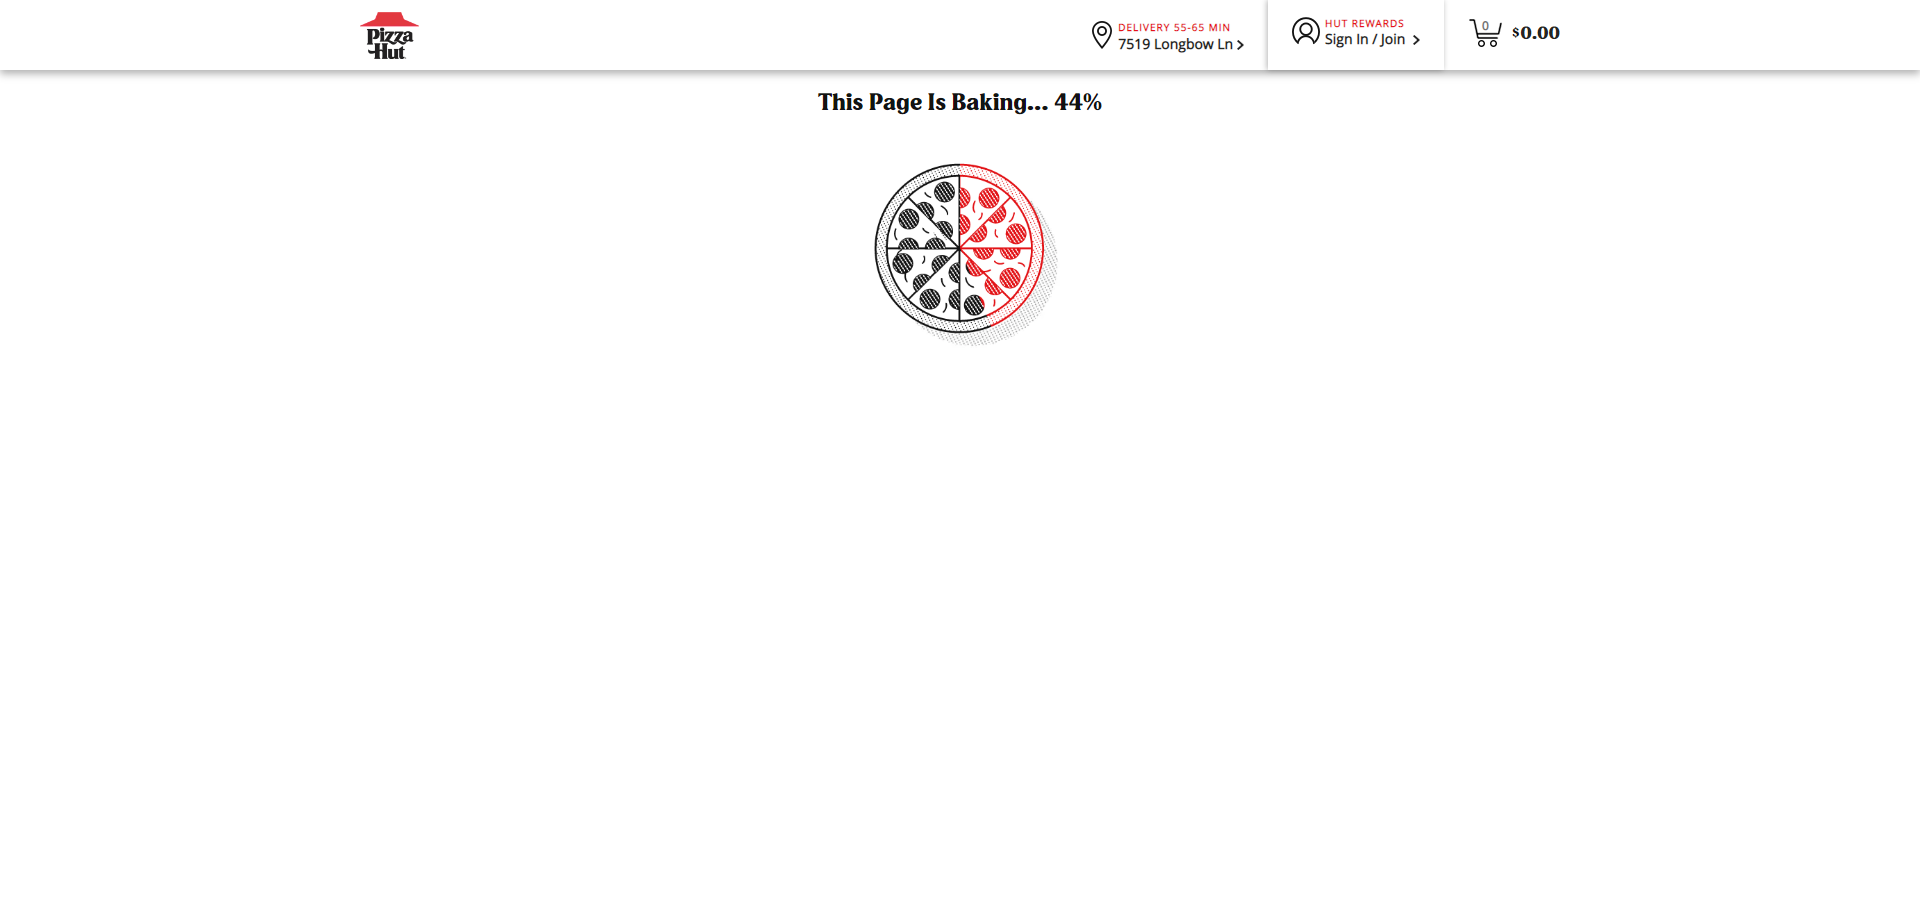 Pizza
Hut
DELIVERY 55-65 MIN
7519 Longbow Ln
HUT REWARDS
Sign In / Join
0
$0.00
This Page Is Baking... 44%